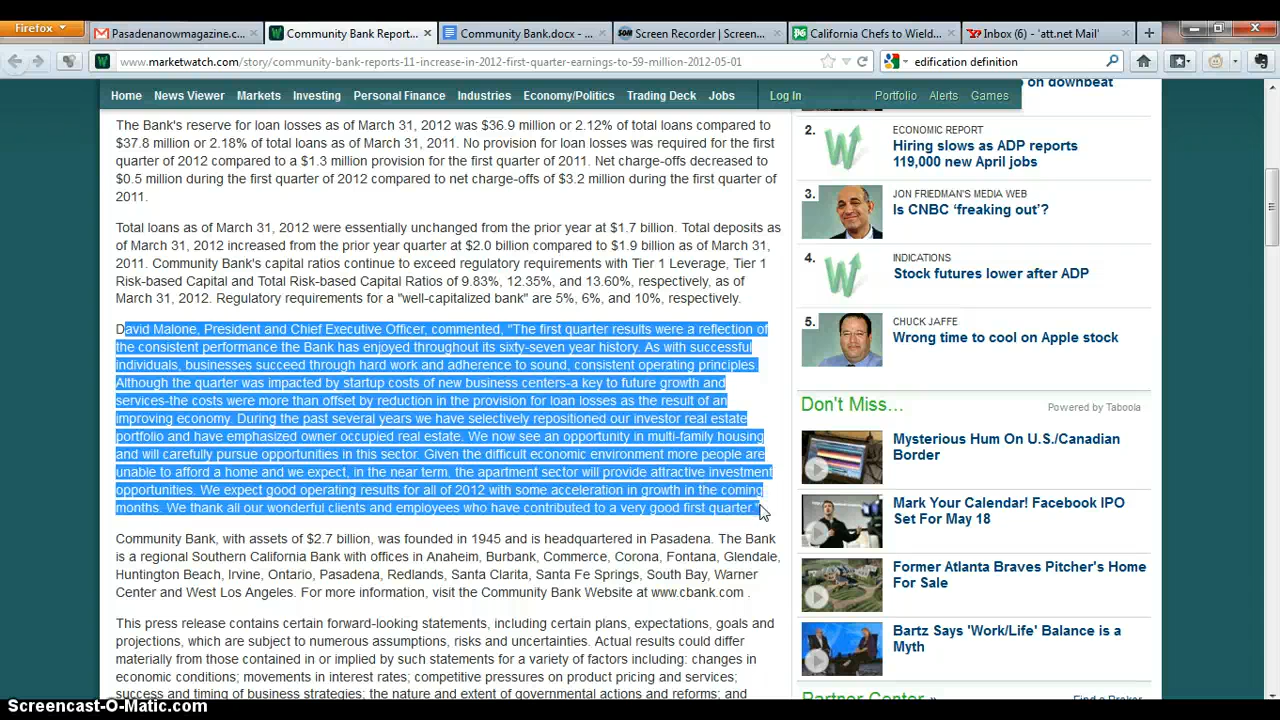 Firefox
Pasadenanowmagazine.c...
Community Bank Report...
Community Bank.docx - ...
Screen Recorder | Screen...
California Chefs to Wield...
Inbox (6) - 'att.net Mail'
www.marketwatch.com/story/community-bank-reports-11-increase-in-2012-first-quarter-earnings-to-59-million-2012-05-01
edification definition
Home News Viewer Markets Investing Personal Finance Industries Economy/Politics Trading Deck Jobs Log In Portfolio Alerts Games
The Bank's reserve for loan losses as of March 31, 2012 was $36.9 million or 2.12% of total loans compared to
$37.8 million or 2.18% of total loans as of March 31, 2011. No provision for loan losses was required for the first
quarter of 2012 compared to a $1.3 million provision for the first quarter of 2011. Net charge-offs decreased to
$0.5 million during the first quarter of 2012 compared to net charge-offs of $3.2 million during the first quarter of
2011.
Total loans as of March 31, 2012 were essentially unchanged from the prior year at $1.7 billion. Total deposits as
of March 31, 2012 increased from the prior year quarter at $2.0 billion compared to $1.9 billion as of March 31,
2011. Community Bank's capital ratios continue to exceed regulatory requirements with Tier 1 Leverage, Tier 1
Risk-based Capital and Total Risk-based Capital Ratios of 9.83%, 12.35%, and 13.60%, respectively, as of
March 31, 2012. Regulatory requirements for a "well-capitalized bank" are 5%, 6%, and 10%, respectively.
David Malone, President and Chief Executive Officer, commented, "The first quarter results were a reflection of
the consistent performance the Bank has enjoyed throughout its sixty-seven year history. As with successful
individuals, businesses succeed through hard work and adherence to sound, consistent operating principles.
Although the quarter was impacted by startup costs of new business centers-a key to future growth and
services-the costs were more than offset by reduction in the provision for loan losses as the result of an
improving economy. During the past several years we have selectively repositioned our investor real estate
portfolio and have emphasized owner occupied real estate. We now see an opportunity in multi-family housing
and will carefully pursue opportunities in this sector. Given the difficult economic environment more people are
unable to afford a home and we expect, in the near term, the apartment sector will provide attractive investment
opportunities. We expect good operating results for all of 2012 with some acceleration in growth in the coming
months. We thank all our wonderful clients and employees who have contributed to a very good first quarter."
Community Bank, with assets of $2.7 billion, was founded in 1945 and is headquartered in Pasadena. The Bank
is a regional Southern California Bank with offices in Anaheim, Burbank, Commerce, Corona, Fontana, Glendale,
Huntington Beach, Irvine, Ontario, Pasadena, Redlands, Santa Clarita, Santa Fe Springs, South Bay, Warner
Center and West Los Angeles. For more information, visit the Community Bank Website at www.cbank.com .
This press release contains certain forward-looking statements, including certain plans, expectations, goals and
projections, which are subject to numerous assumptions, risks and uncertainties. Actual results could differ
materially from those contained in or implied by such statements for a variety of factors including: changes in
economic conditions; movements in interest rates; competitive pressures on product pricing and services;
success and timing of business strategies; the nature and extent of governmental actions and reforms; and
on downbeat
2. ECONOMIC REPORT
Hiring slows as ADP reports
119,000 new April jobs
3. JON FRIEDMAN'S MEDIA WEB
Is CNBC 'freaking out'?
4. INDICATIONS
Stock futures lower after ADP
5. CHUCK JAFFE
Wrong time to cool on Apple stock
Don't Miss...
Powered by Taboola
Mysterious Hum On U.S./Canadian
Border
Mark Your Calendar! Facebook IPO
Set For May 18
Former Atlanta Braves Pitcher's Home
For Sale
Bartz Says 'Work/Life' Balance is a
Myth
Partner Center »
Find a Broker
Screencast-O-Matic.com